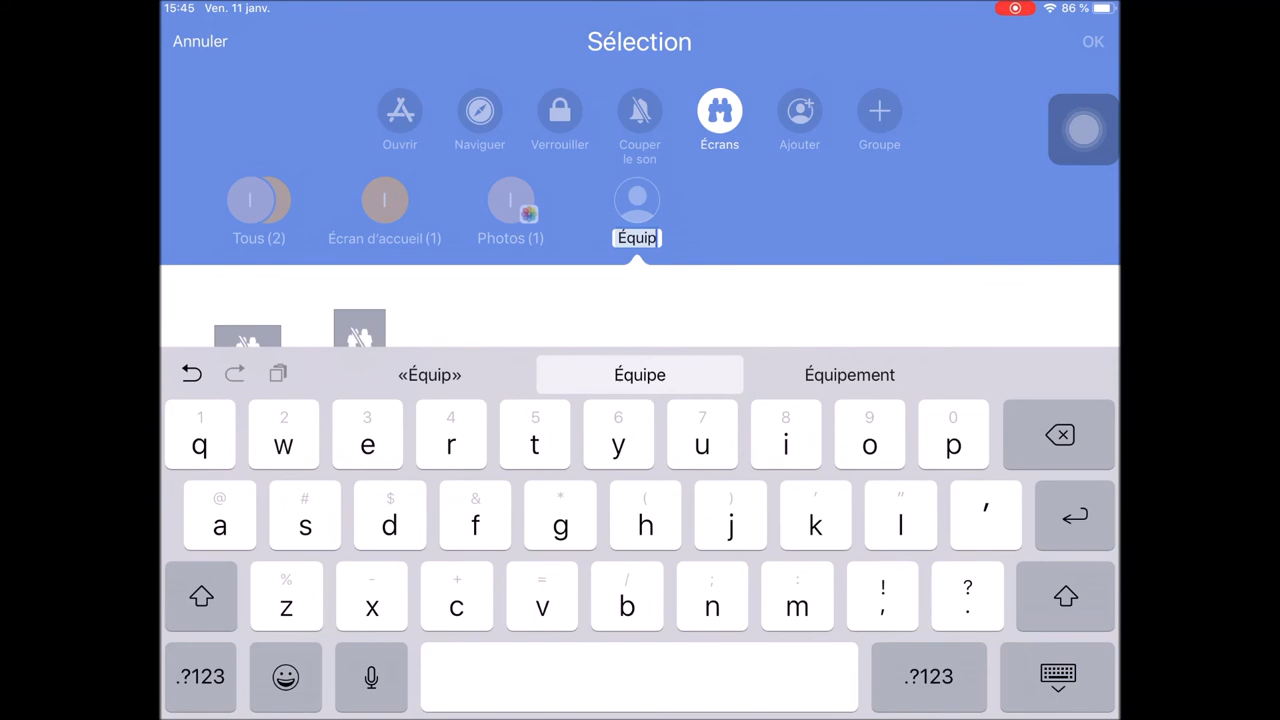 15:45 Ven. 11 janv. 86 %
Annuler Sélection OK
Ouvrir Naviguer Verrouiller Couper le son Écrans Ajouter Groupe
Tous (2) Écran d’accueil (1) Photos (1) Équip
«Équip» Équipe Équipement
1 2 3 4 5 6 7 8 9 0
q w e r t y u i o p
@ # $ & * ( ) ’ ”
a s d f g h j k l ′
% - + = / ; : ! ?
z x c v b n m , .
.?123 .?123